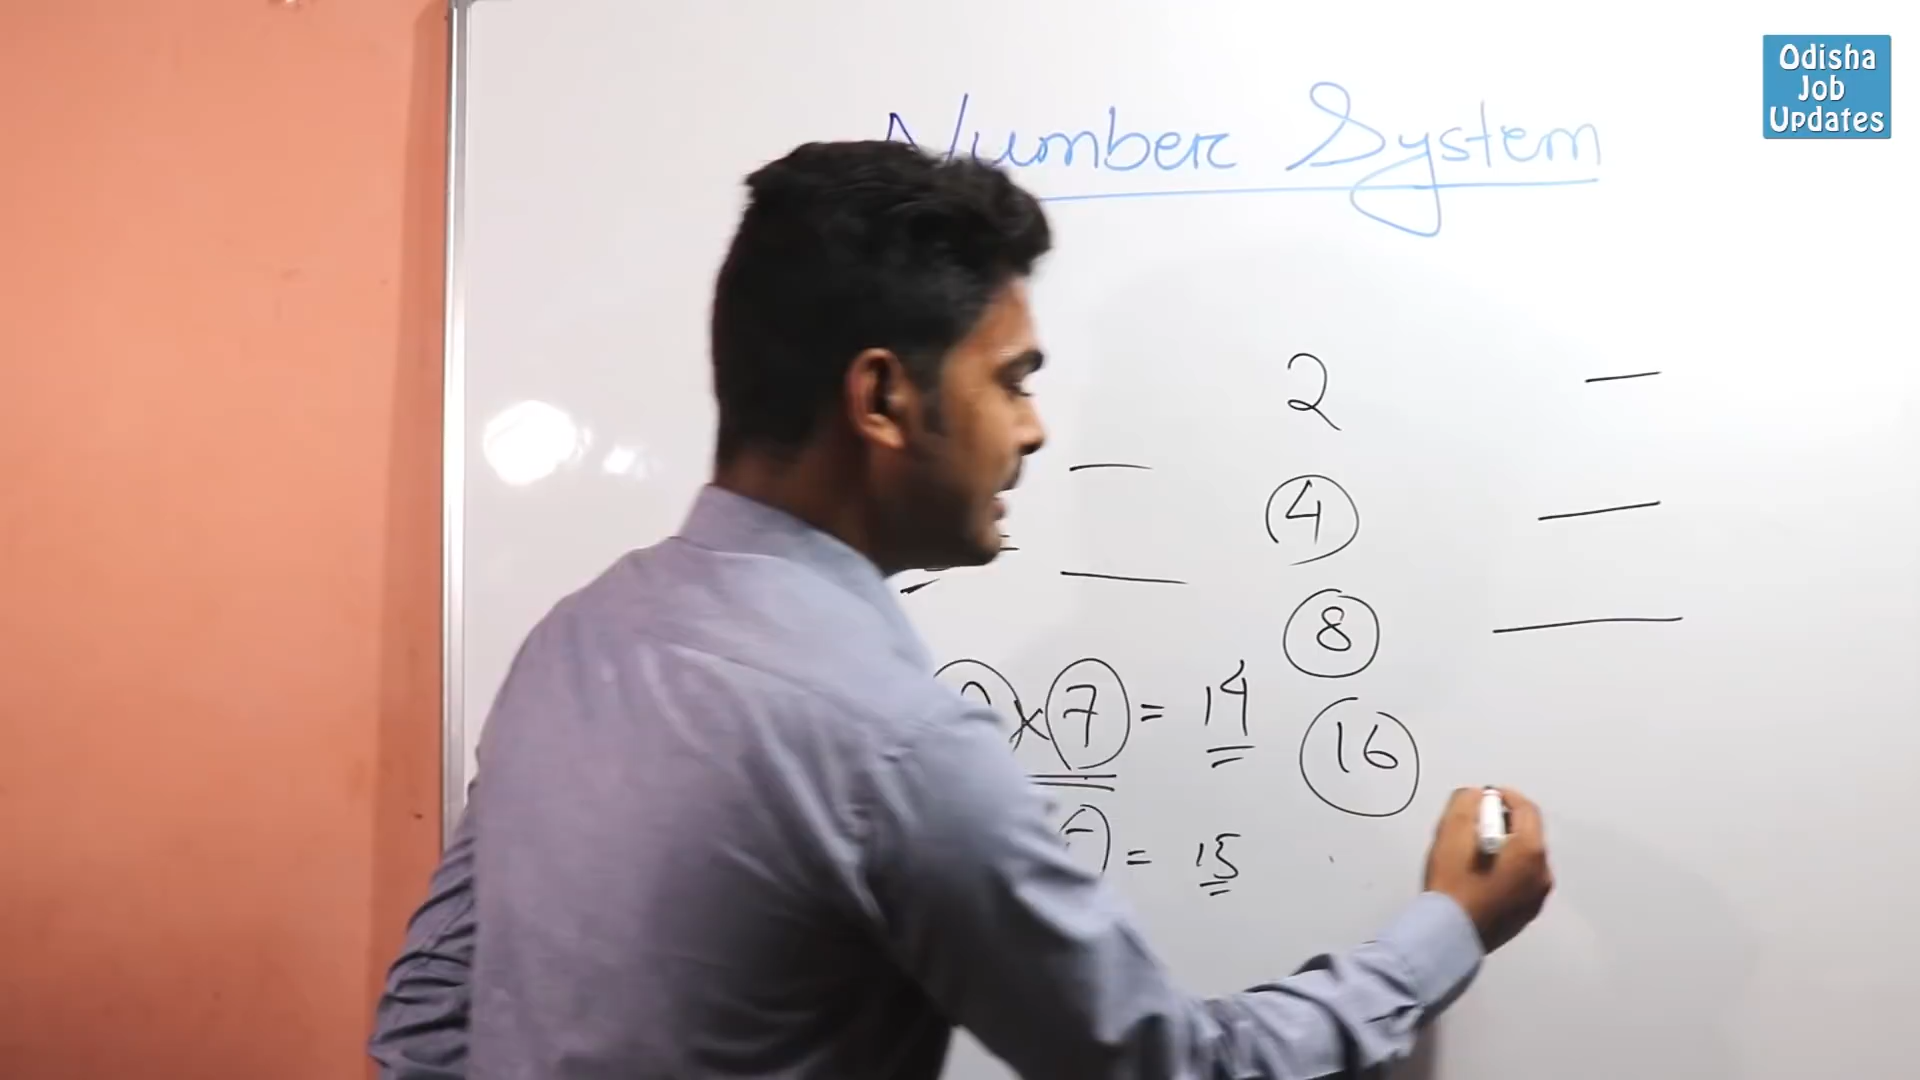 Number System
Odisha
Job
Updates
2
4
8
16
× 7 = 14
= 15